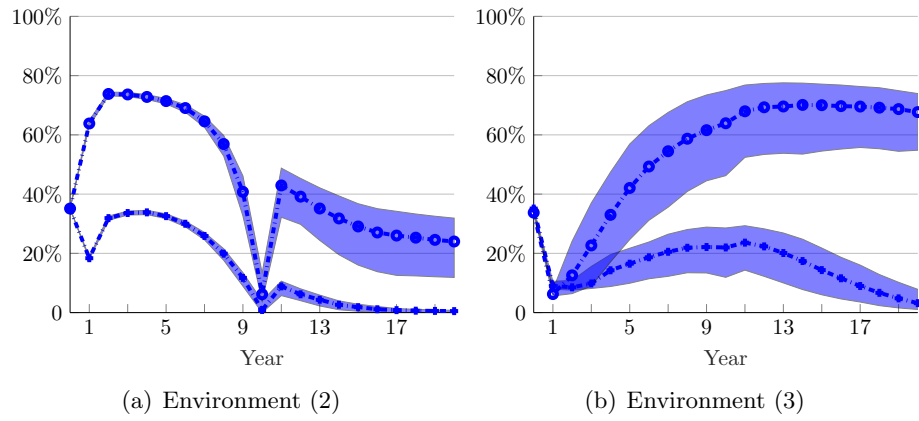 100%
80%
60%
40%
20%
0
1 5 9 13 17
Year
(a) Environment (2)
100%
80%
60%
40%
20%
0
1 5 9 13 17
Year
(b) Environment (3)